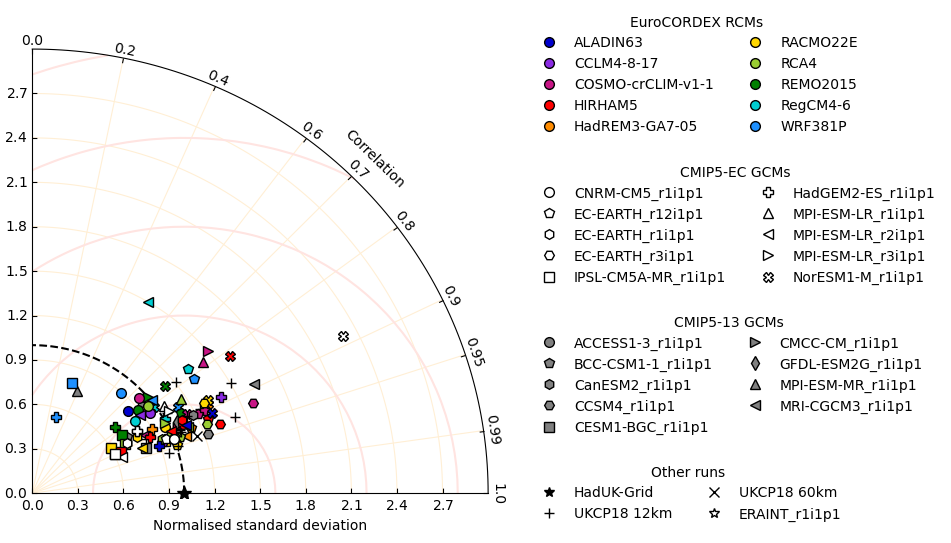 EuroCORDEX RCMs
ALADIN63
CCLM4-8-17
COSMO-crCLIM-v1-1
HIRHAM5
HadREM3-GA7-05
RACMO22E
RCA4
REMO2015
RegCM4-6
WRF381P
CMIP5-EC GCMs
CNRM-CM5_r1i1p1
EC-EARTH_r12i1p1
EC-EARTH_r1i1p1
EC-EARTH_r3i1p1
IPSL-CM5A-MR_r1i1p1
HadGEM2-ES_r1i1p1
MPI-ESM-LR_r1i1p1
MPI-ESM-LR_r2i1p1
MPI-ESM-LR_r3i1p1
NorESM1-M_r1i1p1
CMIP5-13 GCMs
ACCESS1-3_r1i1p1
BCC-CSM1-1_r1i1p1
CanESM2_r1i1p1
CCSM4_r1i1p1
CESM1-BGC_r1i1p1
CMCC-CM_r1i1p1
GFDL-ESM2G_r1i1p1
MPI-ESM-MR_r1i1p1
MRI-CGCM3_r1i1p1
Other runs
HadUK-Grid
UKCP18 12km
UKCP18 60km
ERAINT_r1i1p1
0.0
0.2
0.4
0.6
Correlation
0.7
0.8
0.9
0.95
0.99
1.0
2.7
2.4
2.1
1.8
1.5
1.2
0.9
0.6
0.3
0.0
0.0 0.3 0.6 0.9 1.2 1.5 1.8 2.1 2.4 2.7
Normalised standard deviation